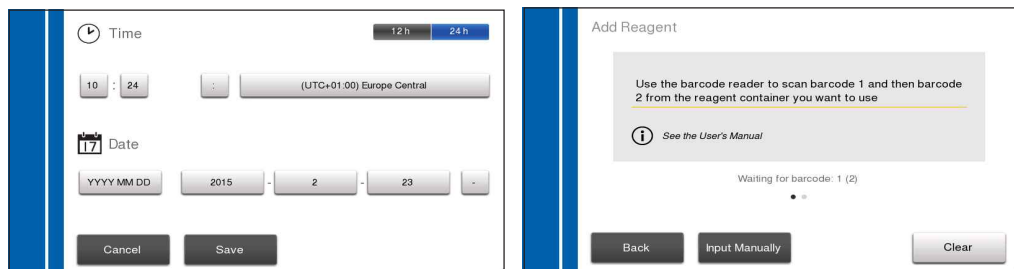 Time
12 h 24 h
10 : 24 : (UTC+01:00) Europe Central
17 Date
YYYY MM DD 2015 - 2 - 23 -
Cancel Save
Add Reagent
Use the barcode reader to scan barcode 1 and then barcode
2 from the reagent container you want to use
i See the User's Manual
Waiting for barcode: 1 (2)
Back Input Manually Clear